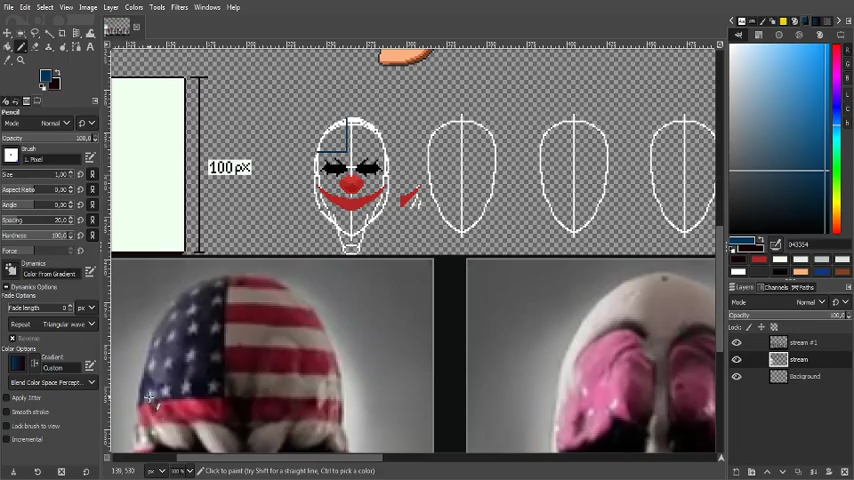 File Edit Select View Image Layer Colors Tools Filters Windows Help
Pencil
Mode Normal
Opacity 100,0
Brush
1. Pixel
Size 1,00
Aspect Ratio 0,00
Angle 0,00
Spacing 20,0
Hardness 100,0
Force
Dynamics
Color From Gradient
Dynamics Options
Fade Options
Fade length 0 px
Repeat Triangular wave
Reverse
Color Options
Gradient
Custom
Blend Color Space Percept...
Apply Jitter
Smooth stroke
Lock brush to view
Incremental
100 px
139, 530 px 100 % Click to paint (try Shift for a straight line, Ctrl to pick a color)
R
G
B
L
C
h
043354
Layers Channels Paths
Mode Normal
Opacity 100,0
Lock:
stream #1
stream
Background